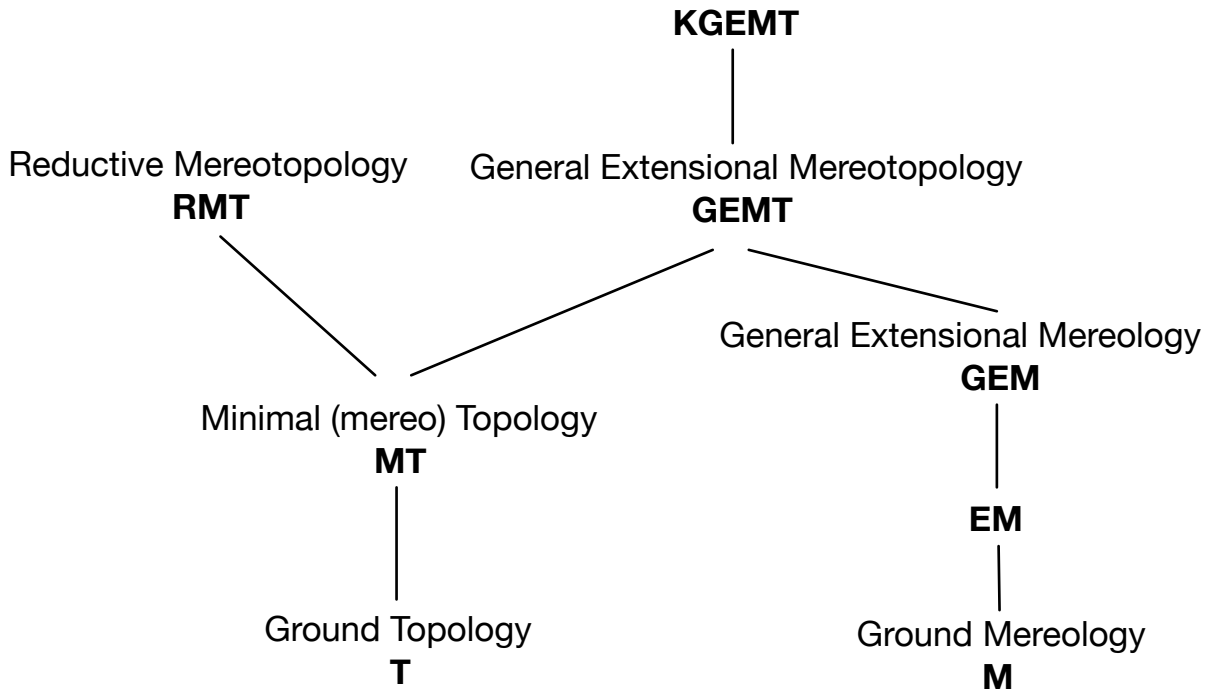 KGEMT
Reductive Mereotopology
RMT
General Extensional Mereotopology
GEMT
General Extensional Mereology
GEM
Minimal (mereo) Topology
MT
EM
Ground Topology
T
Ground Mereology
M